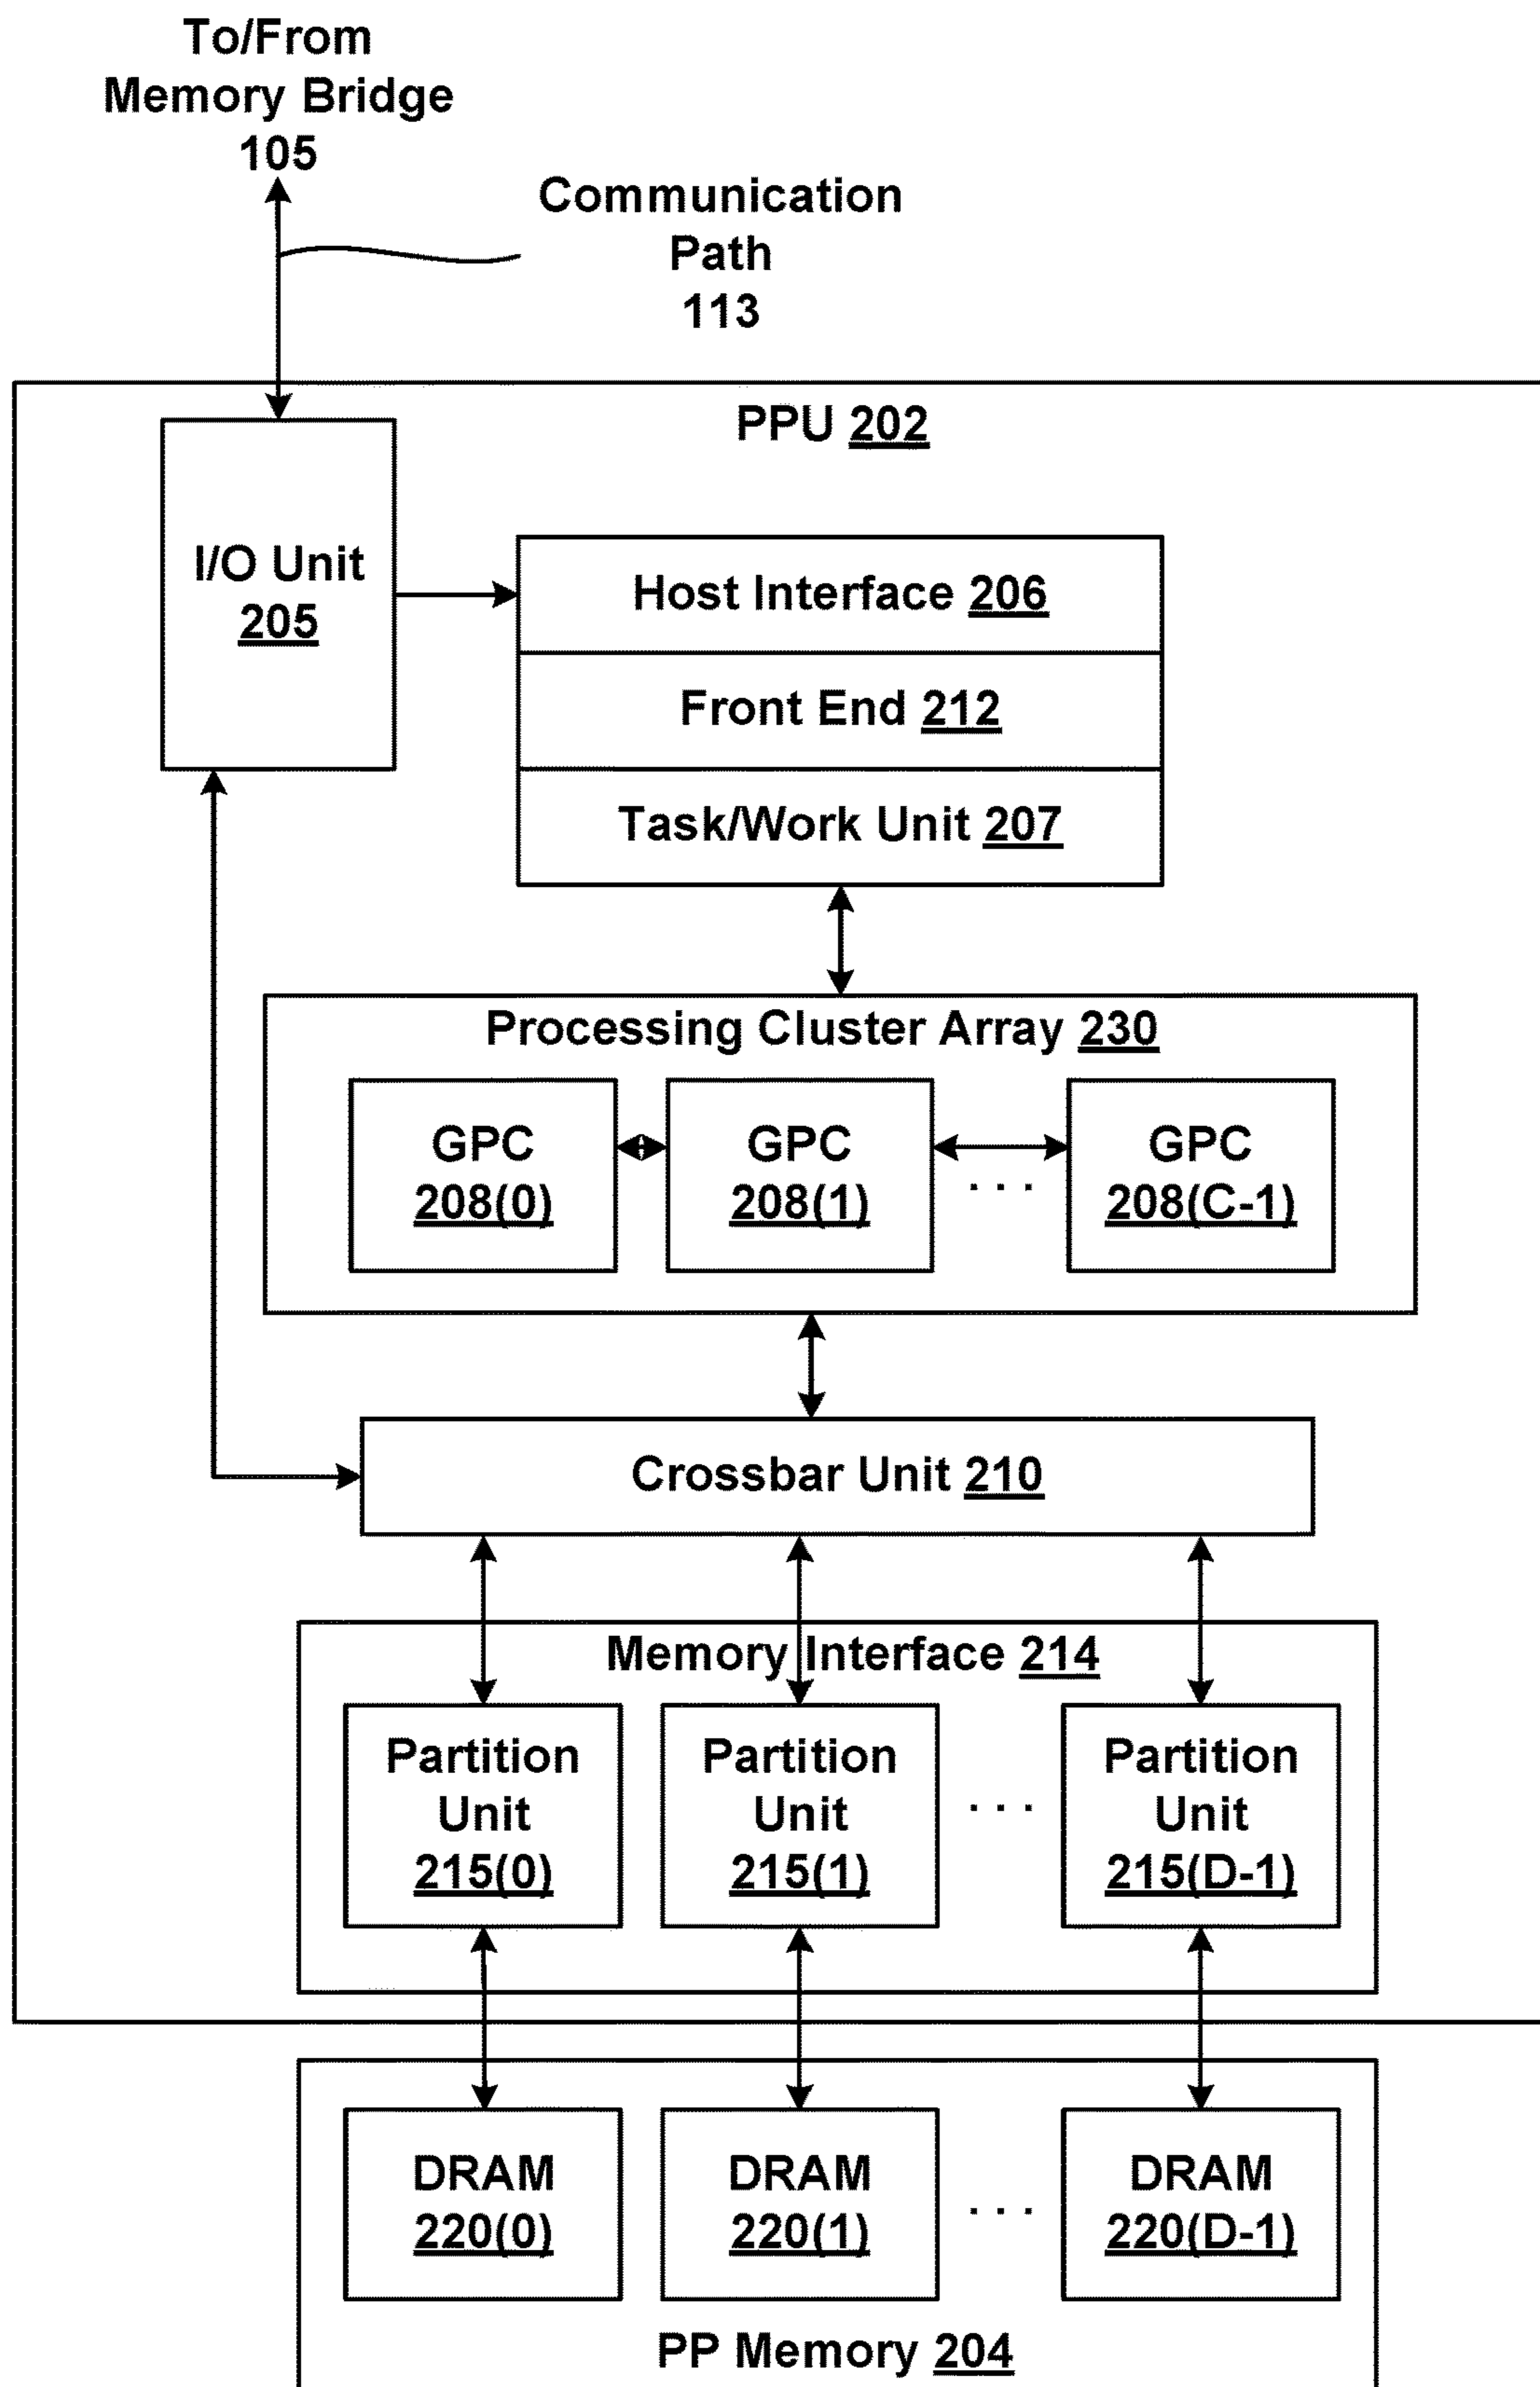 To/From
Memory Bridge
105
Communication
Path
113
PPU 202
I/O Unit
205
Host Interface 206
Front End 212
Task/Work Unit 207
Processing Cluster Array 230
GPC
208(0)
GPC
208(1)
. . .
GPC
208(C-1)
Crossbar Unit 210
Memory Interface 214
Partition
Unit
215(0)
Partition
Unit
215(1)
. . .
Partition
Unit
215(D-1)
DRAM
220(0)
DRAM
220(1)
. . .
DRAM
220(D-1)
PP Memory 204